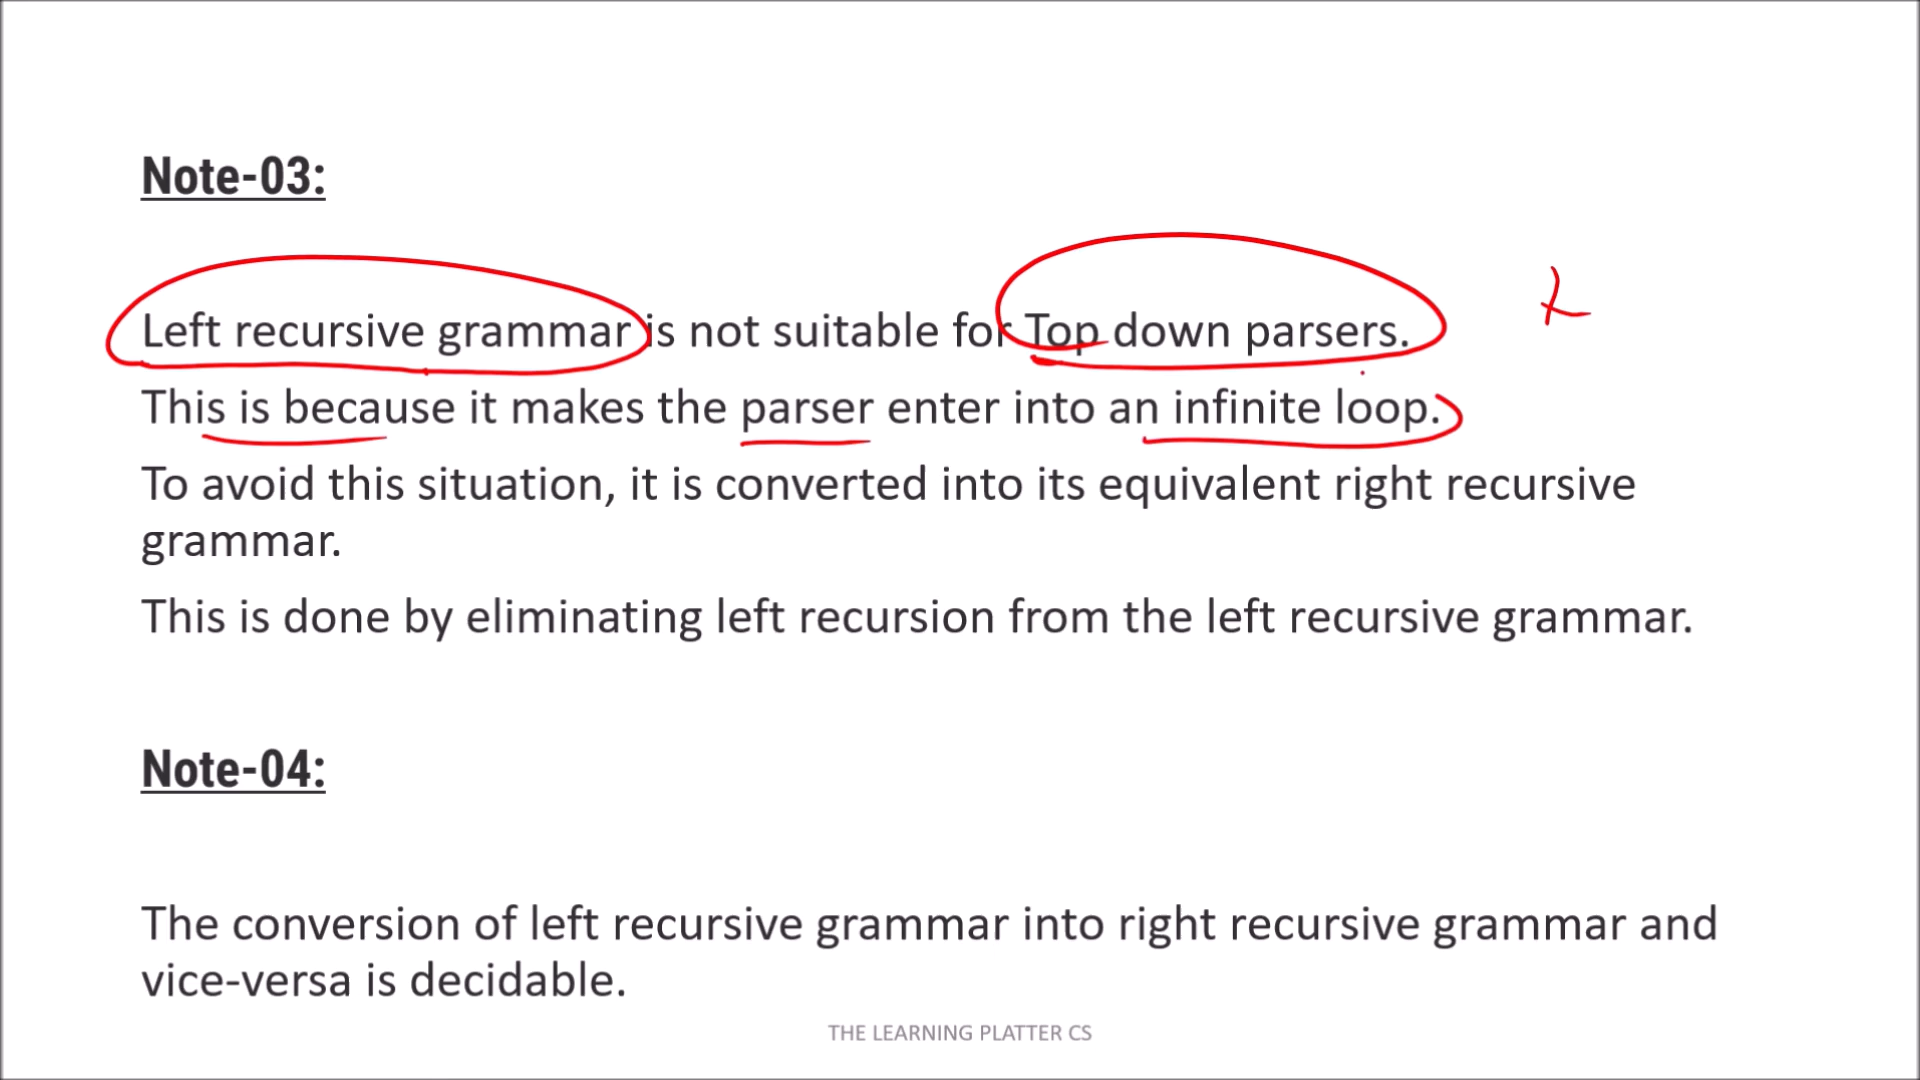 Note-03:
Left recursive grammar is not suitable for Top down parsers.
This is because it makes the parser enter into an infinite loop.
To avoid this situation, it is converted into its equivalent right recursive
grammar.
This is done by eliminating left recursion from the left recursive grammar.
Note-04:
The conversion of left recursive grammar into right recursive grammar and
vice-versa is decidable.
THE LEARNING PLATTER CS